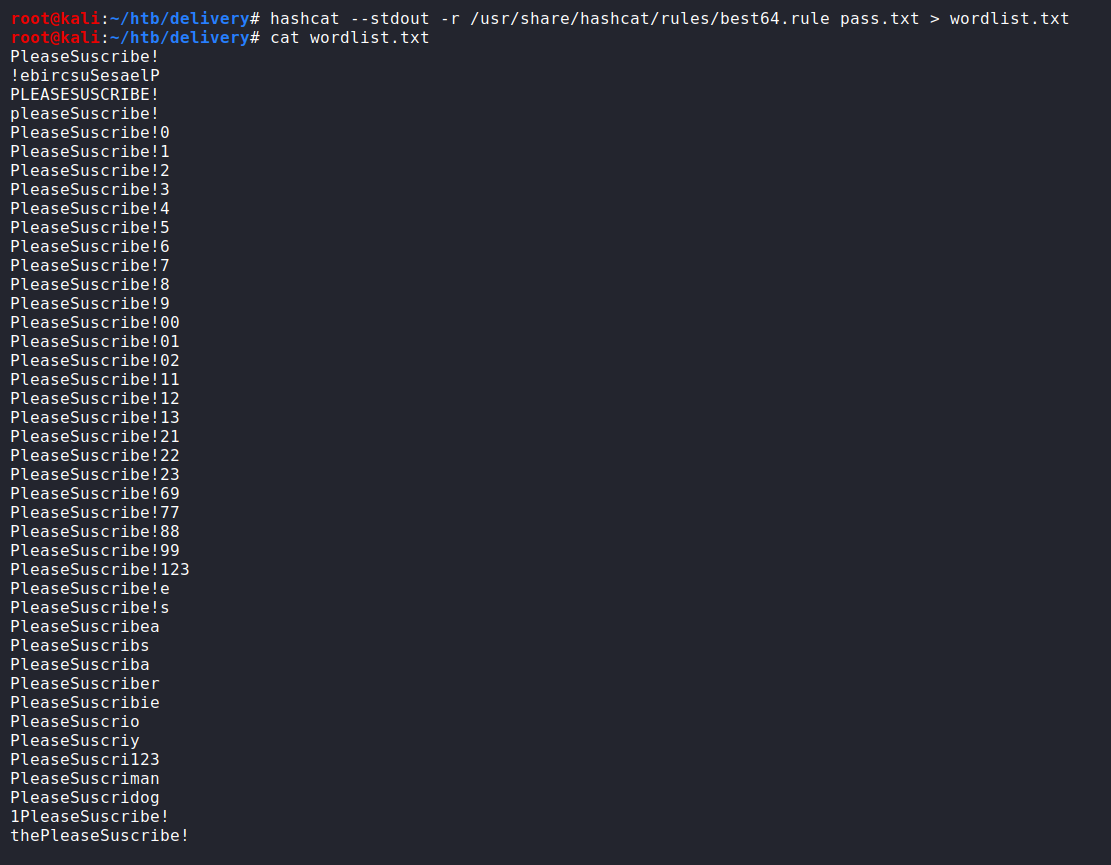 root@kali:~/htb/delivery# hashcat --stdout -r /usr/share/hashcat/rules/best64.rule pass.txt > wordlist.txt
root@kali:~/htb/delivery# cat wordlist.txt
PleaseSuscribe!
!ebircsuSesaelP
PLEASESUSCRIBE!
pleaseSuscribe!
PleaseSuscribe!0
PleaseSuscribe!1
PleaseSuscribe!2
PleaseSuscribe!3
PleaseSuscribe!4
PleaseSuscribe!5
PleaseSuscribe!6
PleaseSuscribe!7
PleaseSuscribe!8
PleaseSuscribe!9
PleaseSuscribe!00
PleaseSuscribe!01
PleaseSuscribe!02
PleaseSuscribe!11
PleaseSuscribe!12
PleaseSuscribe!13
PleaseSuscribe!21
PleaseSuscribe!22
PleaseSuscribe!23
PleaseSuscribe!69
PleaseSuscribe!77
PleaseSuscribe!88
PleaseSuscribe!99
PleaseSuscribe!123
PleaseSuscribe!e
PleaseSuscribe!s
PleaseSuscribea
PleaseSuscribs
PleaseSuscriba
PleaseSuscriber
PleaseSuscribie
PleaseSuscrio
PleaseSuscriy
PleaseSuscri123
PleaseSuscriman
PleaseSuscridog
1PleaseSuscribe!
thePleaseSuscribe!